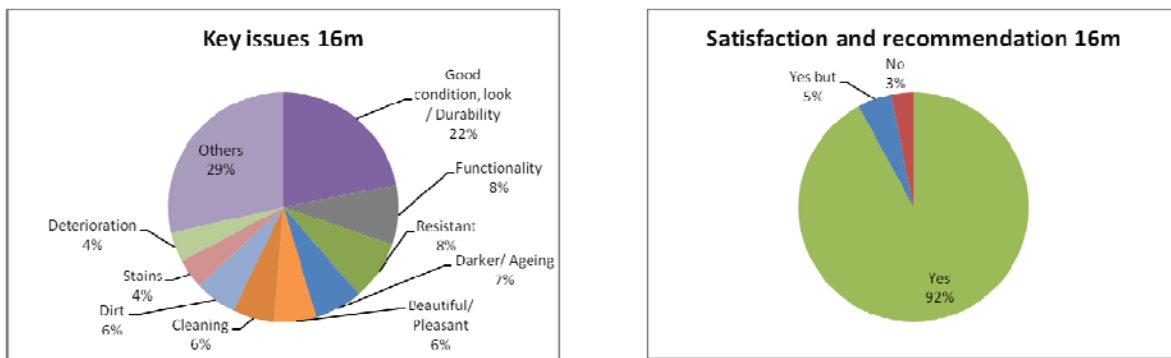 Key issues 16m
Good
condition, look
/ Durability
22%
Functionality
8%
Resistant
8%
Darker/ Ageing
7%
Beautiful/
Pleasant
6%
Cleaning
6%
Dirt
6%
Stains
4%
Deterioration
4%
Others
29%
Satisfaction and recommendation 16m
No
3%
Yes but
5%
Yes
92%